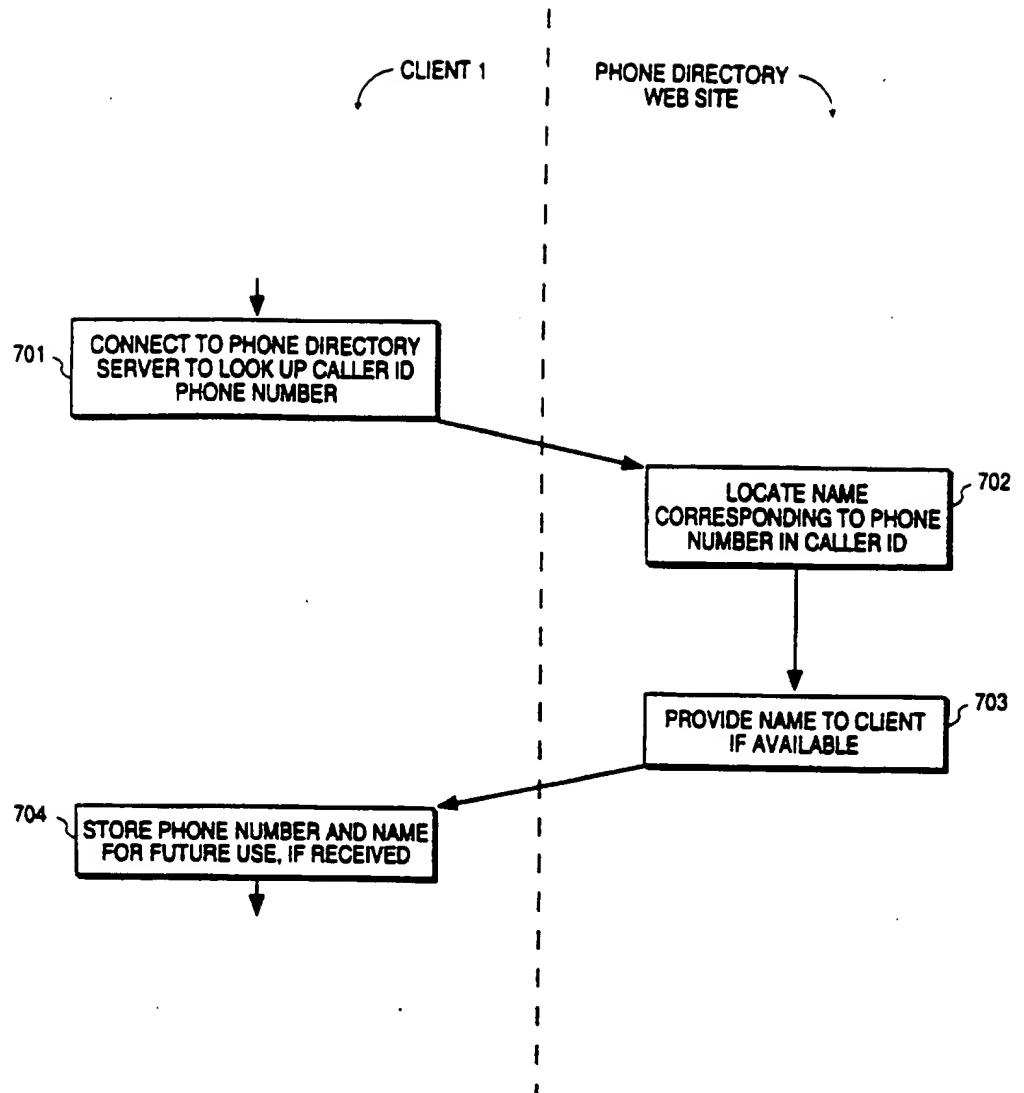 CLIENT 1
PHONE DIRECTORY
WEB SITE
701
CONNECT TO PHONE DIRECTORY
SERVER TO LOOK UP CALLER ID
PHONE NUMBER
702
LOCATE NAME
CORRESPONDING TO PHONE
NUMBER IN CALLER ID
703
PROVIDE NAME TO CLIENT
IF AVAILABLE
704
STORE PHONE NUMBER AND NAME
FOR FUTURE USE, IF RECEIVED